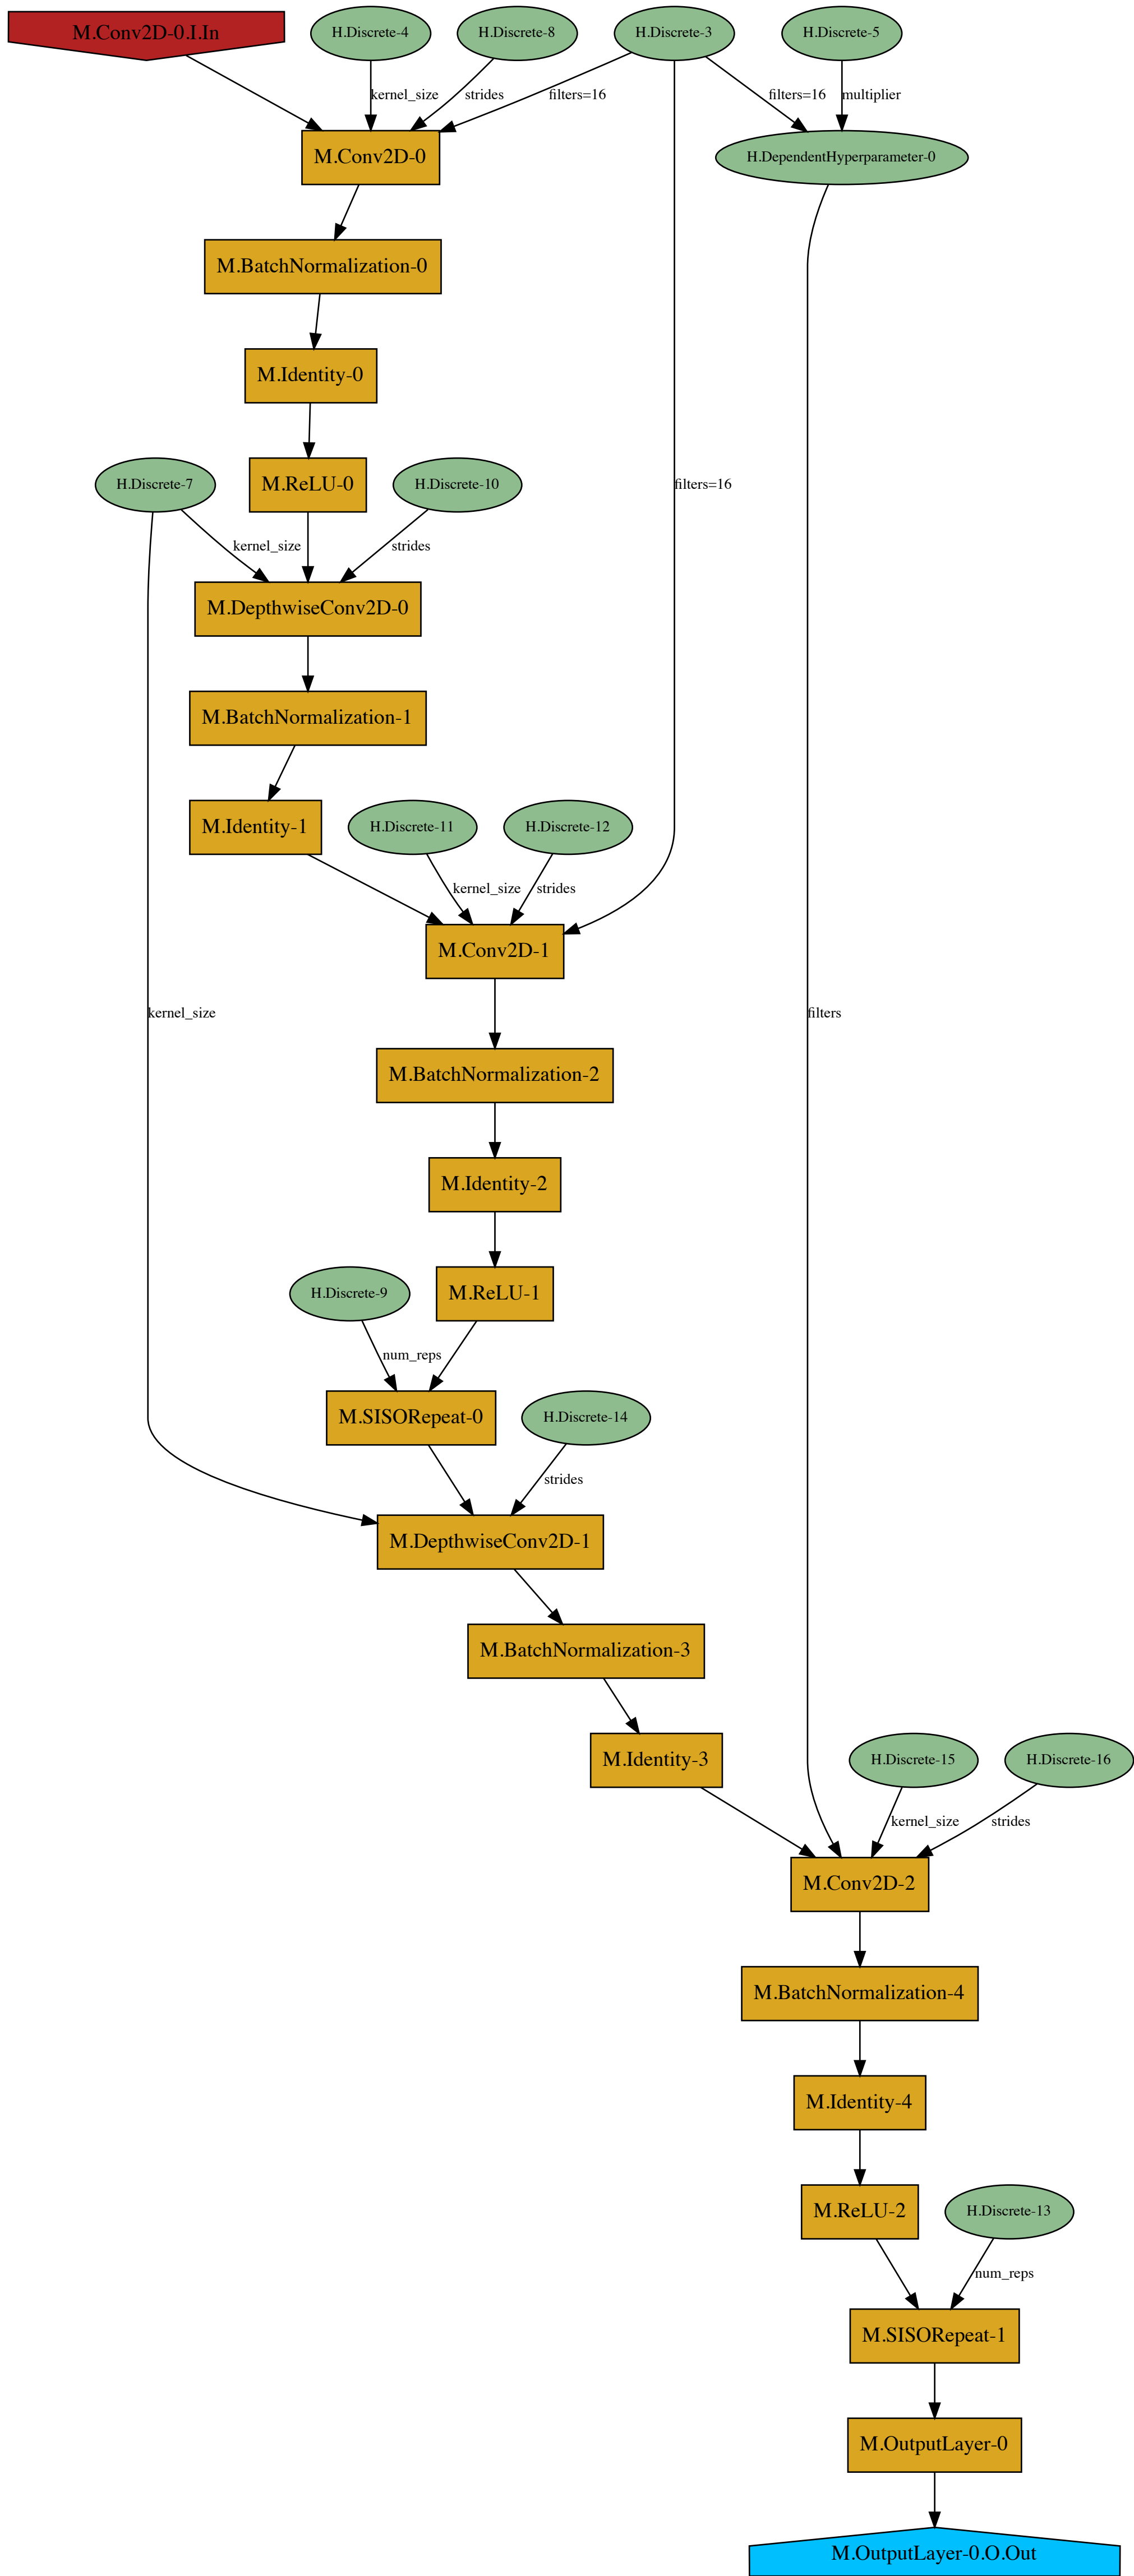 M.Conv2D-0.I.In
H.Discrete-4
H.Discrete-8
H.Discrete-3
H.Discrete-5
kernel_size
strides
filters=16
filters=16
multiplier
M.Conv2D-0
H.DependentHyperparameter-0
M.BatchNormalization-0
M.Identity-0
H.Discrete-7
M.ReLU-0
H.Discrete-10
filters=16
kernel_size
strides
M.DepthwiseConv2D-0
M.BatchNormalization-1
M.Identity-1
H.Discrete-11
H.Discrete-12
kernel_size
strides
M.Conv2D-1
kernel_size
filters
M.BatchNormalization-2
M.Identity-2
H.Discrete-9
M.ReLU-1
num_reps
M.SISORepeat-0
H.Discrete-14
strides
M.DepthwiseConv2D-1
M.BatchNormalization-3
M.Identity-3
H.Discrete-15
H.Discrete-16
kernel_size
strides
M.Conv2D-2
M.BatchNormalization-4
M.Identity-4
M.ReLU-2
H.Discrete-13
num_reps
M.SISORepeat-1
M.OutputLayer-0
M.OutputLayer-0.O.Out